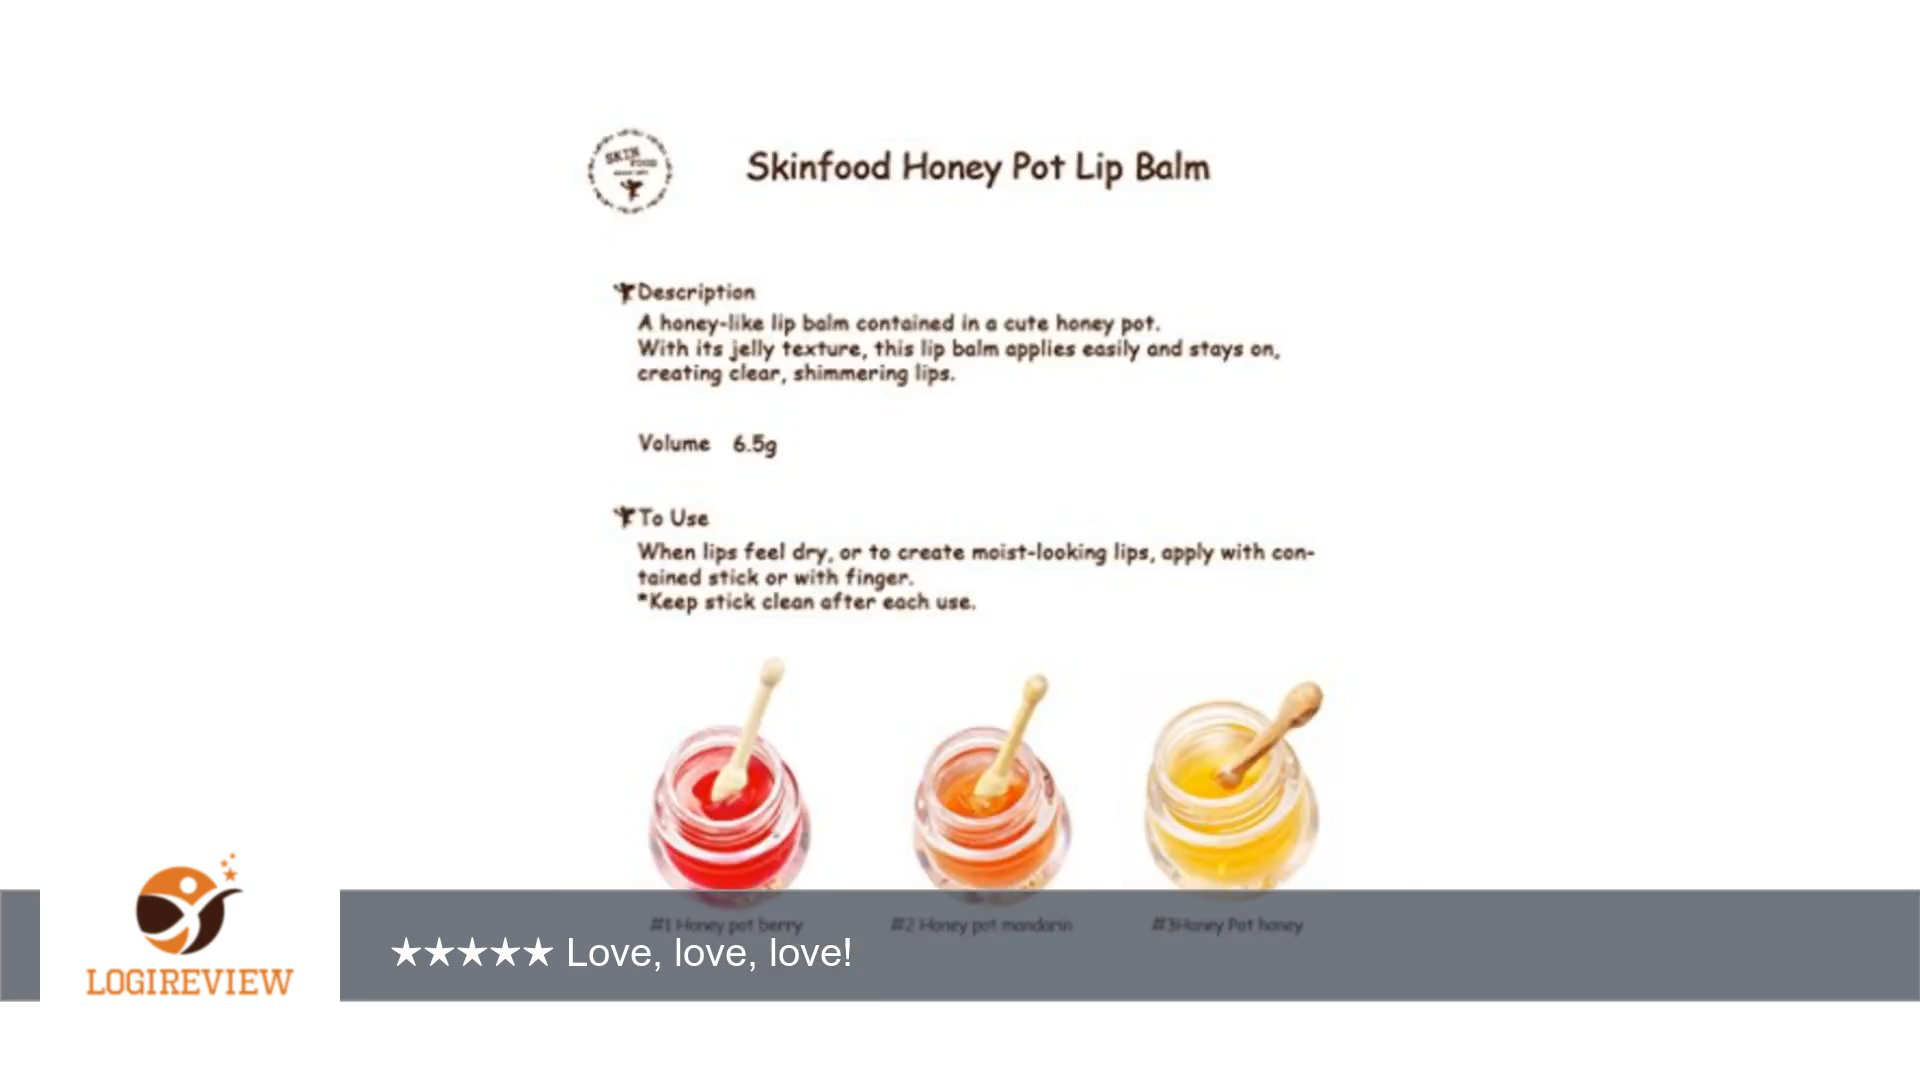 SKIN
FOOD
Skinfood Honey Pot Lip Balm
Description
A honey-like lip balm contained in a cute honey pot.
With its jelly texture, this lip balm applies easily and stays on,
creating clear, shimmering lips.
Volume 6.5g
To Use
When lips feel dry, or to create moist-looking lips, apply with con-
tained stick or with finger.
*Keep stick clean after each use.
#1 Honey pot berry #2 Honey pot mandarin #3Honey Pot honey
★★★★★ Love, love, love!
LOGIREVIEW